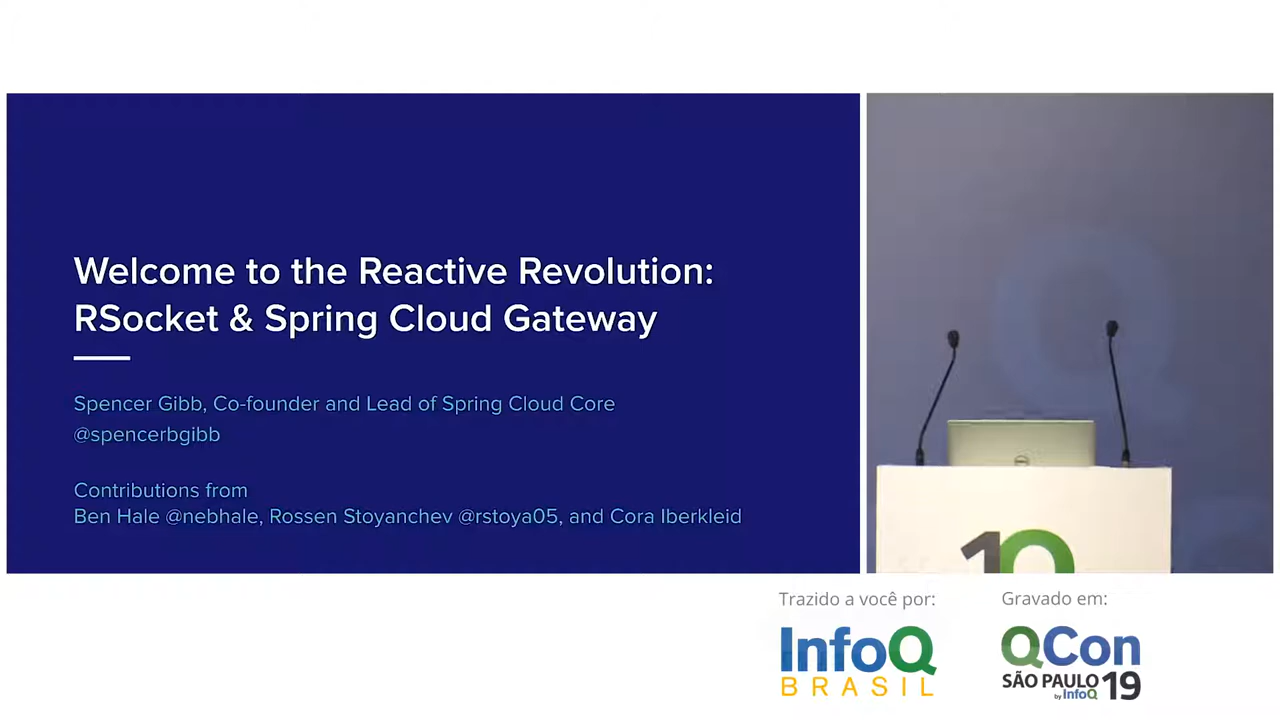 Welcome to the Reactive Revolution:
RSocket & Spring Cloud Gateway
Spencer Gibb, Co-founder and Lead of Spring Cloud Core
@spencerbgibb
Contributions from
Ben Hale @nebhale, Rossen Stoyanchev @rstoya05, and Cora Iberkleid
10
Trazido a você por:
InfoQ
BRASIL
Gravado em:
QCon
SÃO PAULO 19
by InfoQ